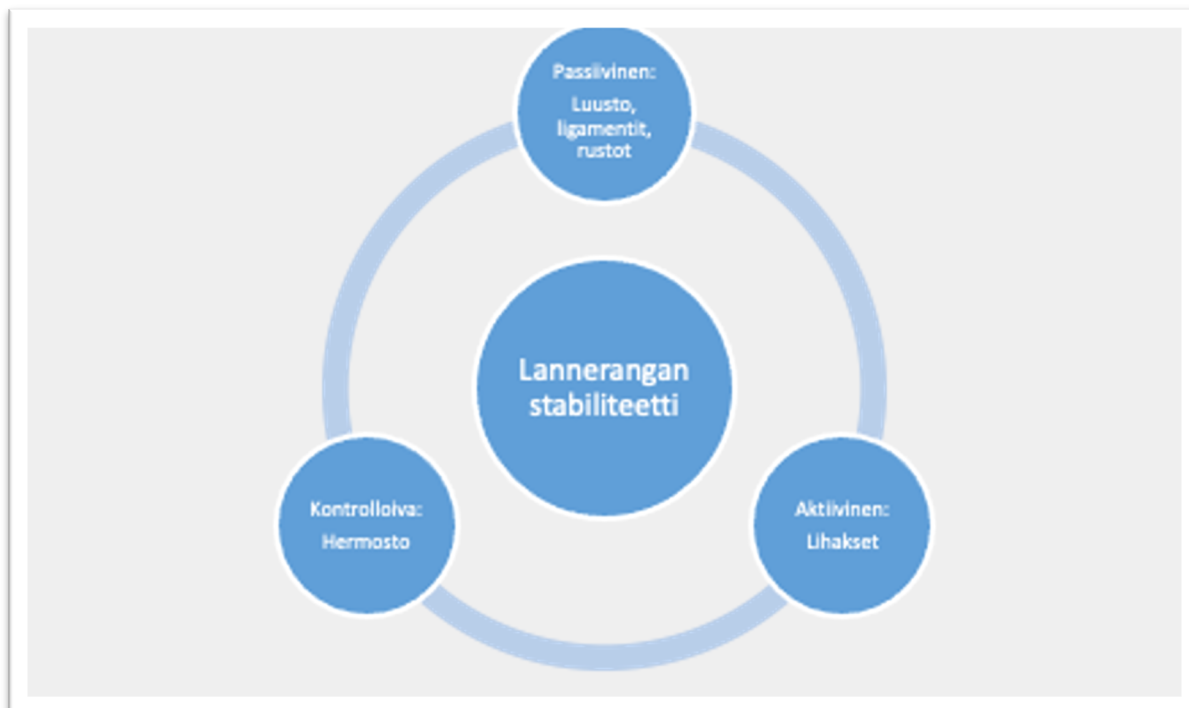 Passiivinen:
Luusto,
ligamentit,
rustot
Lannerangan
stabiliteetti
Kontrolloiva:
Hermosto
Aktiivinen:
Lihakset